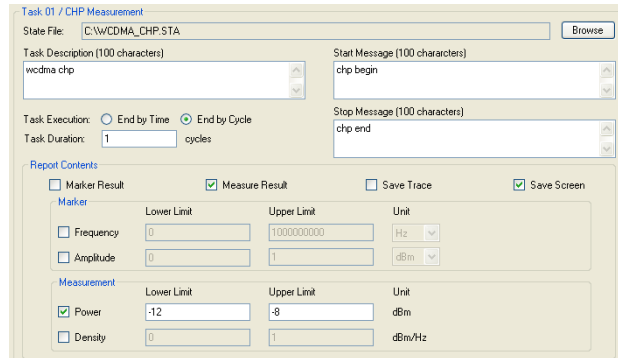 Task 01 / CHP Measurement
State File: C:\WCDMA_CHP.STA Browse
Task Description (100 characters) Start Message (100 chararcters)
wcdma chp chp begin
Task Execution: End by Time End by Cycle Stop Message (100 characters)
Task Duration: 1 cycles chp end
Report Contents
Marker Result Measure Result Save Trace Save Screen
Marker
Lower Limit Upper Limit Unit
Frequency 0 1000000000 Hz
Amplitude 0 1 dBm
Measurement
Lower Limit Upper Limit Unit
Power -12 -8 dBm
Density 0 1 dBm/Hz